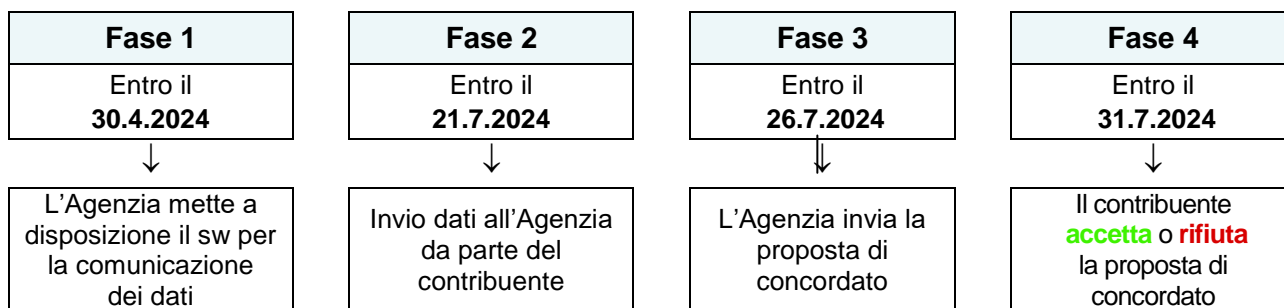 Fase 1
Entro il
30.4.2024
L'Agenzia mette a
disposizione il sw per
la comunicazione
dei dati
Fase 2
Entro il
21.7.2024
Invio dati all'Agenzia
da parte del
contribuente
Fase 3
Entro il
26.7.2024
L'Agenzia invia la
proposta di
concordato
Fase 4
Entro il
31.7.2024
Il contribuente
accetta o rifiuta
la proposta di
concordato